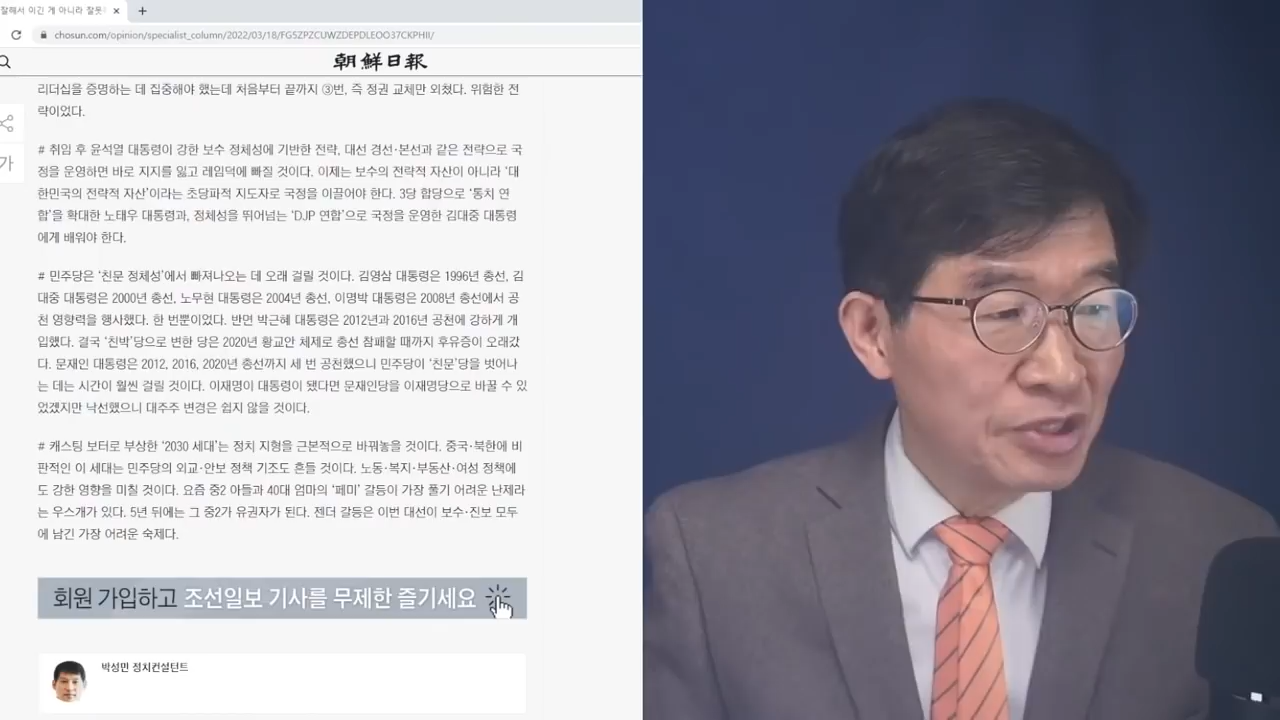 잘해서 이긴 게 아니라 잘못
chosun.com/opinion/specialist_column/2022/03/18/FG5ZPZCUWZDEPDLEOO37CKPHII/
朝鮮日報
리더십을 증명하는 데 집중해야 했는데 처음부터 끝까지 ③번, 즉 정권 교체만 외쳤다. 위험한 전
략이었다.
가
# 취임 후 윤석열 대통령이 강한 보수 정체성에 기반한 전략, 대선 경선·본선과 같은 전략으로 국
정을 운영하면 바로 지지를 잃고 레임덕에 빠질 것이다. 이제는 보수의 전략적 자산이 아니라 ‘대
한민국의 전략적 자산’이라는 초당파적 지도자로 국정을 이끌어야 한다. 3당 합당으로 ‘통치 연
합’을 확대한 노태우 대통령과, 정체성을 뛰어넘는 ‘DJP 연합’으로 국정을 운영한 김대중 대통령
에게 배워야 한다.
# 민주당은 ‘친문 정체성’에서 빠져나오는 데 오래 걸릴 것이다. 김영삼 대통령은 1996년 총선, 김
대중 대통령은 2000년 총선, 노무현 대통령은 2004년 총선, 이명박 대통령은 2008년 총선에서 공
천 영향력을 행사했다. 한 번뿐이었다. 반면 박근혜 대통령은 2012년과 2016년 공천에 강하게 개
입했다. 결국 ‘친박’당으로 변한 당은 2020년 황교안 체제로 총선 참패할 때까지 후유증이 오래갔
다. 문재인 대통령은 2012, 2016, 2020년 총선까지 세 번 공천했으니 민주당이 ‘친문’당을 벗어나
는 데는 시간이 훨씬 걸릴 것이다. 이재명이 대통령이 됐다면 문재인당을 이재명당으로 바꿀 수 있
었겠지만 낙선했으니 대주주 변경은 쉽지 않을 것이다.
# 캐스팅 보터로 부상한 ‘2030 세대’는 정치 지형을 근본적으로 바꿔놓을 것이다. 중국·북한에 비
판적인 이 세대는 민주당의 외교·안보 정책 기조도 흔들 것이다. 노동·복지·부동산·여성 정책에
도 강한 영향을 미칠 것이다. 요즘 중2 아들과 40대 엄마의 ‘페미’ 갈등이 가장 풀기 어려운 난제라
는 우스개가 있다. 5년 뒤에는 그 중2가 유권자가 된다. 젠더 갈등은 이번 대선이 보수·진보 모두
에 남긴 가장 어려운 숙제다.
회원 가입하고 조선일보 기사를 무제한 즐기세요
박성민 정치컨설턴트